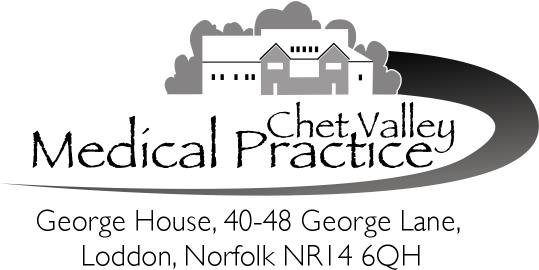 Chet Valley
Medical Practice
George House, 40-48 George Lane,
Loddon, Norfolk NR14 6QH